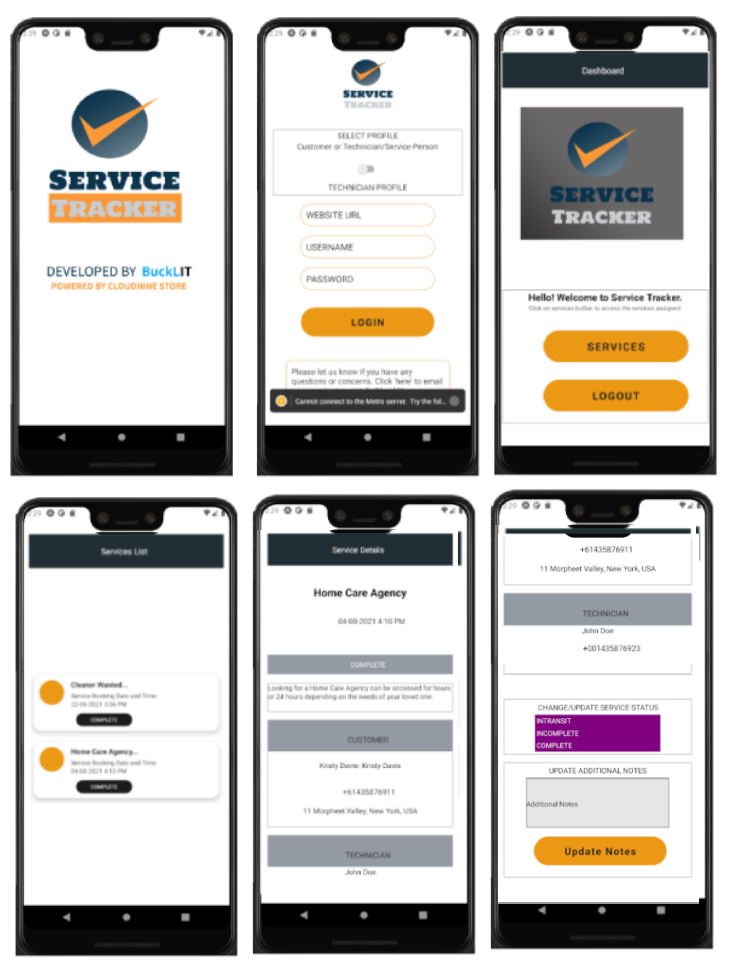 2:29
SERVICE
TRACKER
DEVELOPED BY BuckLIT
POWERED BY CLOUDNINE STORE
2:29
SERVICE
TRACKER
SELECT PROFILE
Customer or Technician/Service-Person
TECHNICIAN PROFILE
WEBSITE URL
USERNAME
PASSWORD
LOGIN
Please let us know if you have any
questions or concerns. Click 'here' to email
Cannot connect to the Metro server. Try the fol...
2:29
Dashboard
SERVICE
TRACKER
Hello! Welcome to Service Tracker.
Click on services button to access the services assigned.
SERVICES
LOGOUT
2:29
Services List
Cleaner Wanted...
Service Booking Date and Time:
22-08-2021 3:56 PM
COMPLETE
Home Care Agency...
Service Booking Date and Time:
04-08-2021 4:10 PM
COMPLETE
2:29
Service Details
Home Care Agency
04-08-2021 4:10 PM
COMPLETE
Looking for a Home Care Agency can be accessed for hours
or 24 hours depending on the needs of your loved one.
CUSTOMER
Kristy Davis- Kristy Davis
+61435876911
11 Morpheet Valley, New York, USA
TECHNICIAN
John Doe
2:29
+61435876911
11 Morpheet Valley, New York, USA
TECHNICIAN
John Doe
+001435876923
CHANGE/UPDATE SERVICE STATUS
INTRANSIT
INCOMPLETE
COMPLETE
UPDATE ADDITIONAL NOTES
Additional Notes
Update Notes